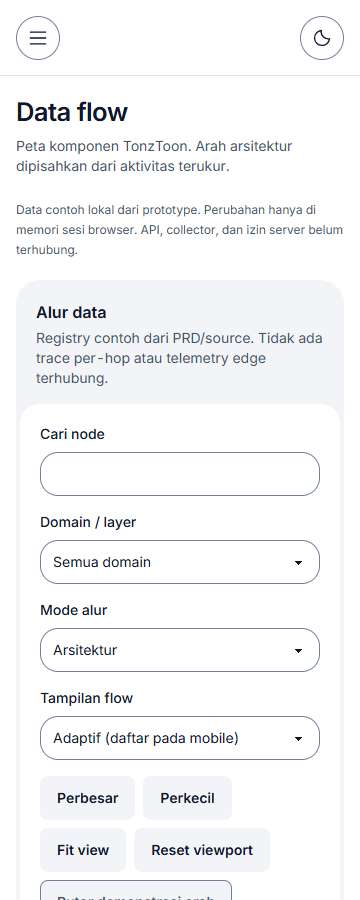 Data flow
Peta komponen TonzToon. Arah arsitektur
dipisahkan dari aktivitas terukur.
Data contoh lokal dari prototype. Perubahan hanya di
memori sesi browser. API, collector, dan izin server belum
terhubung.
Alur data
Registry contoh dari PRD/source. Tidak ada
trace per-hop atau telemetry edge
terhubung.
Cari node
Domain / layer
Semua domain
Mode alur
Arsitektur
Tampilan flow
Adaptif (daftar pada mobile)
Perbesar
Perkecil
Fit view
Reset viewport
Putar demonstrasi arah